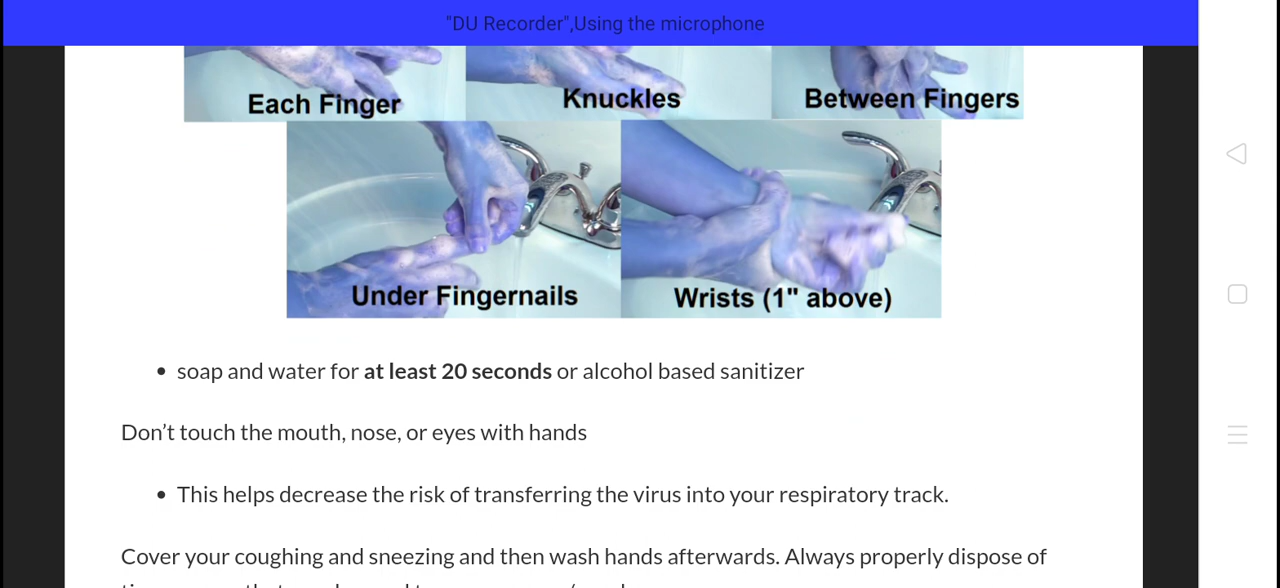 "DU Recorder",Using the microphone
Each Finger
Knuckles
Between Fingers
Under Fingernails
Wrists (1" above)
soap and water for at least 20 seconds or alcohol based sanitizer
Don’t touch the mouth, nose, or eyes with hands
This helps decrease the risk of transferring the virus into your respiratory track.
Cover your coughing and sneezing and then wash hands afterwards. Always properly dispose of